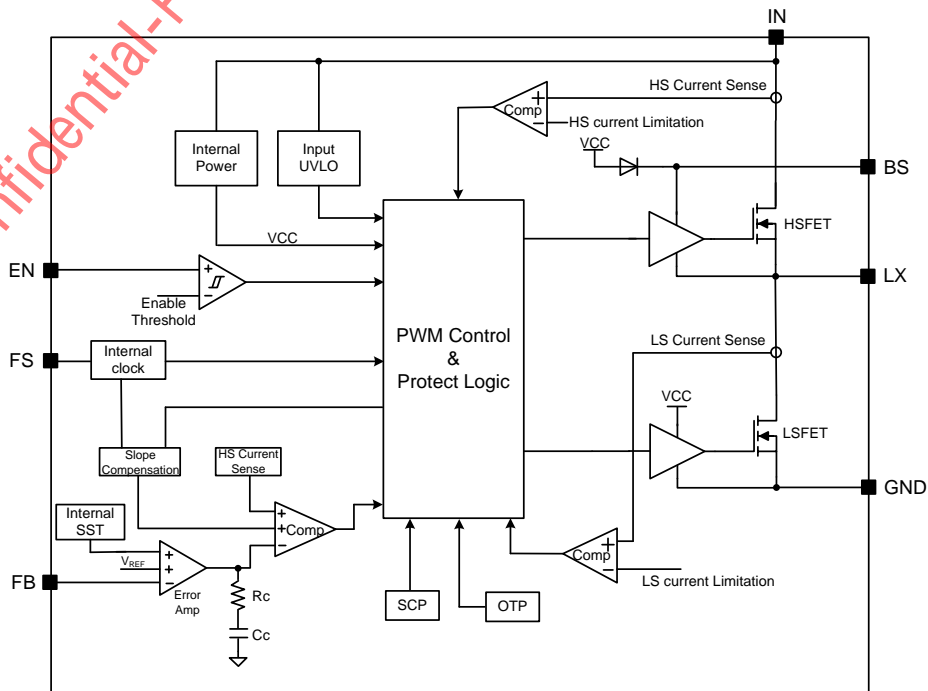 IN
HS Current Sense
+
Comp
−
HS current Limitation
Internal
Power
Input
UVLO
VCC
BS
HSFET
VCC
EN
+
−
Enable
Threshold
LX
PWM Control
&
Protect Logic
LS Current Sense
FS
Internal
clock
VCC
LSFET
Slope
Compensation
HS Current
Sense
GND
Internal
SST
+
+
Comp
−
+
Comp
−
LS current Limitation
VREF
+
+
−
FB
Error
Amp
Rc
SCP
OTP
Cc